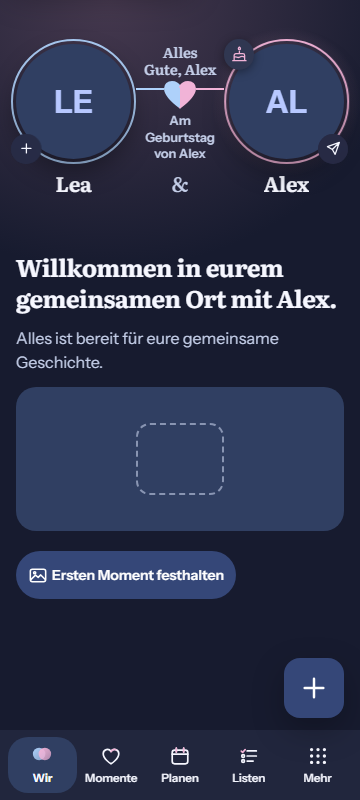 Alles
Gute, Alex
LE
AL
Am
Geburtstag
von Alex
Lea
&
Alex
Willkommen in eurem
gemeinsamen Ort mit Alex.
Alles ist bereit für eure gemeinsame
Geschichte.
Ersten Moment festhalten
Wir
Momente
Planen
Listen
Mehr